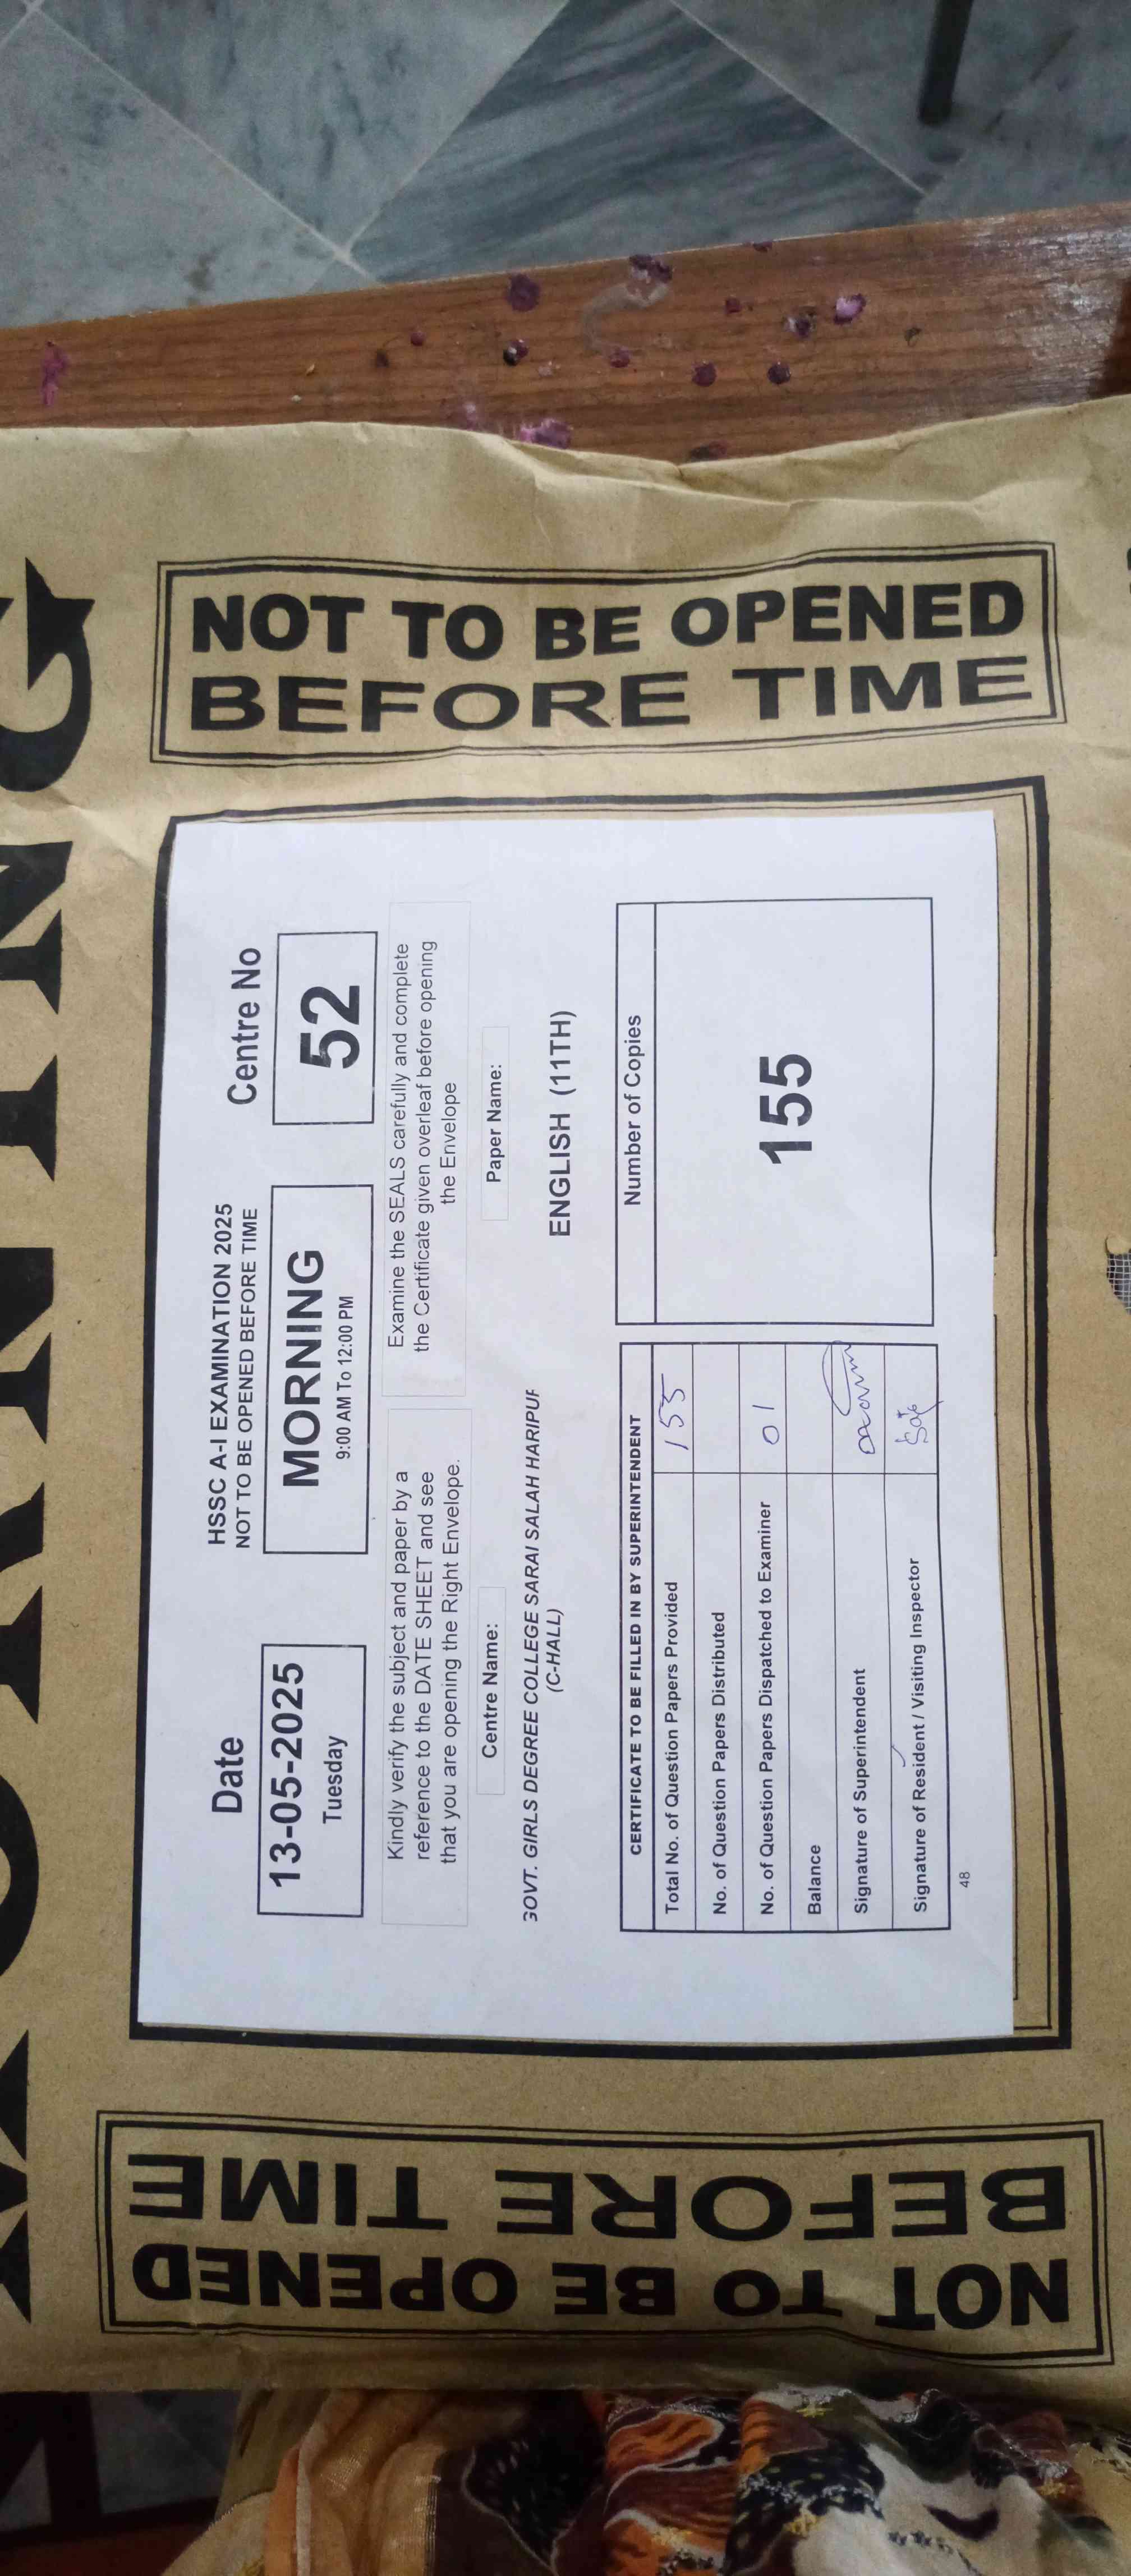 MORNING
NOT TO BE OPENED
BEFORE TIME
HSSC A-I EXAMINATION 2025
NOT TO BE OPENED BEFORE TIME
Date
13-05-2025
Tuesday
MORNING
9:00 AM To 12:00 PM
Centre No
52
Kindly verify the subject and paper by a
reference to the DATE SHEET and see
that you are opening the Right Envelope.
Examine the SEALS carefully and complete
the Certificate given overleaf before opening
the Envelope
Centre Name:
GOVT. GIRLS DEGREE COLLEGE SARAI SALAH HARIPUR
(C-HALL)
Paper Name:
ENGLISH (11TH)
CERTIFICATE TO BE FILLED IN BY SUPERINTENDENT
Total No. of Question Papers Provided 155
No. of Question Papers Distributed
No. of Question Papers Dispatched to Examiner 01
Balance
Signature of Superintendent
Signature of Resident / Visiting Inspector
Number of Copies
155
48
NOT TO BE OPENED
BEFORE TIME